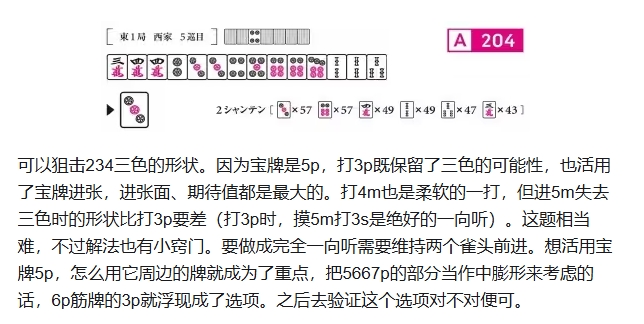 [ 東1局 西家 5巡目 ]
A 204
2シャンテン [ ×57 ×57 ×49 ×49 ×47 ×43 ]
可以狙击234三色的形状。因为宝牌是5p，打3p既保留了三色的可能性，也活用
了宝牌进张，进张面、期待值都是最大的。打4m也是柔软的一打，但进5m失去
三色时的形状比打3p要差（打3p时，摸5m打3s是绝好的一向听）。这题相当
难，不过解法也有小窍门。要做成完全一向听需要维持两个雀头前进。想活用宝
牌5p，怎么用它周边的牌就成为了重点，把5667p的部分当作中膨形来考虑的
话，6p筋牌的3p就浮现成了选项。之后去验证这个选项对不对便可。